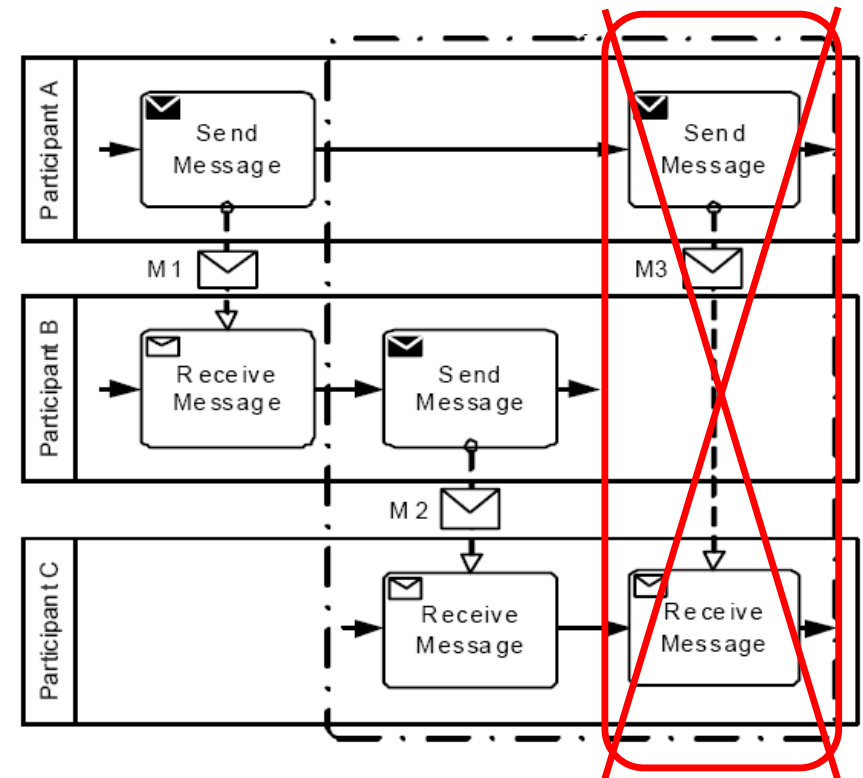 Participant A
Send
Message
Send
Message
M1
M3
Participant B
Receive
Message
Send
Message
M2
Participant C
Receive
Message
Receive
Message